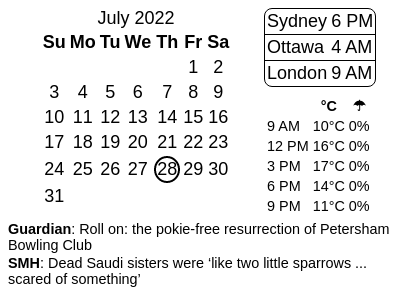 July 2022
Su Mo Tu We Th Fr Sa
1 2
3 4 5 6 7 8 9
10 11 12 13 14 15 16
17 18 19 20 21 22 23
24 25 26 27 28 29 30
31
Sydney 6 PM
Ottawa 4 AM
London 9 AM
°C ☂
9 AM 10°C 0%
12 PM 16°C 0%
3 PM 17°C 0%
6 PM 14°C 0%
9 PM 11°C 0%
Guardian: Roll on: the pokie-free resurrection of Petersham
Bowling Club
SMH: Dead Saudi sisters were ‘like two little sparrows ...
scared of something’